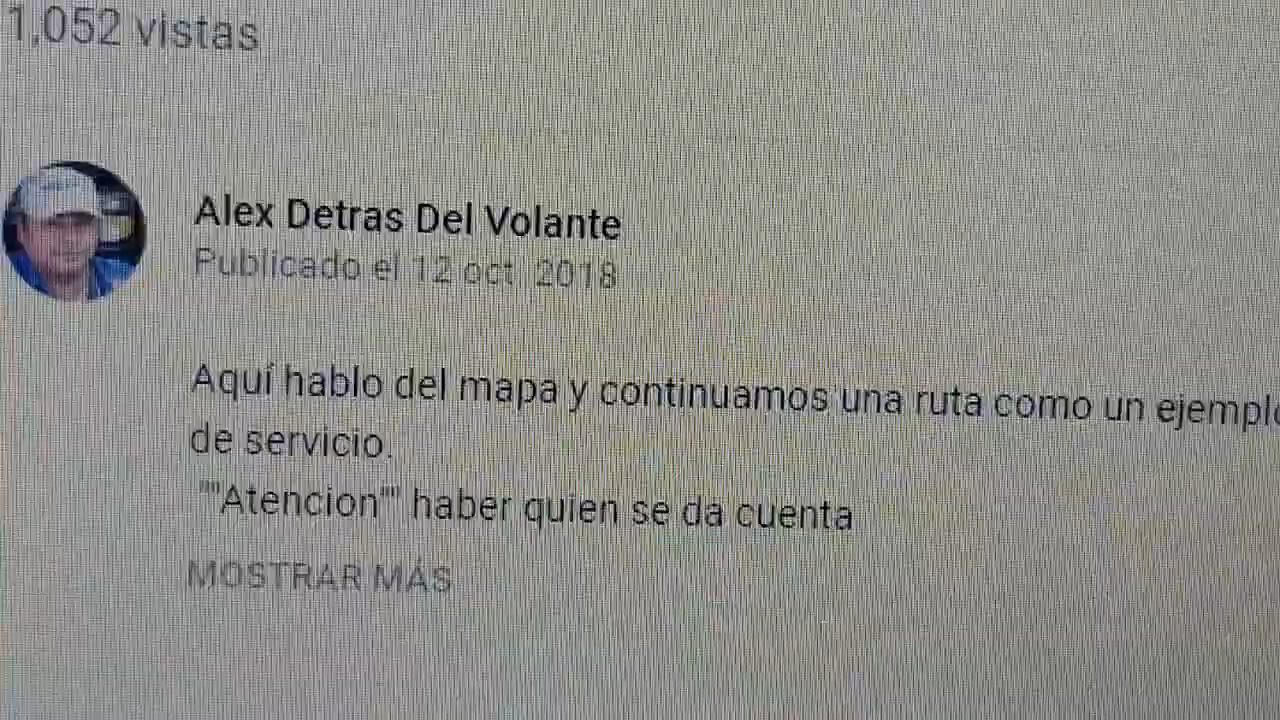 1,052 vistas
Alex Detras Del Volante
Publicado el 12 oct. 2018
Aquí hablo del mapa y continuamos una ruta como un ejemplo
de servicio.
""Atencion"" haber quien se da cuenta
MOSTRAR MÁS